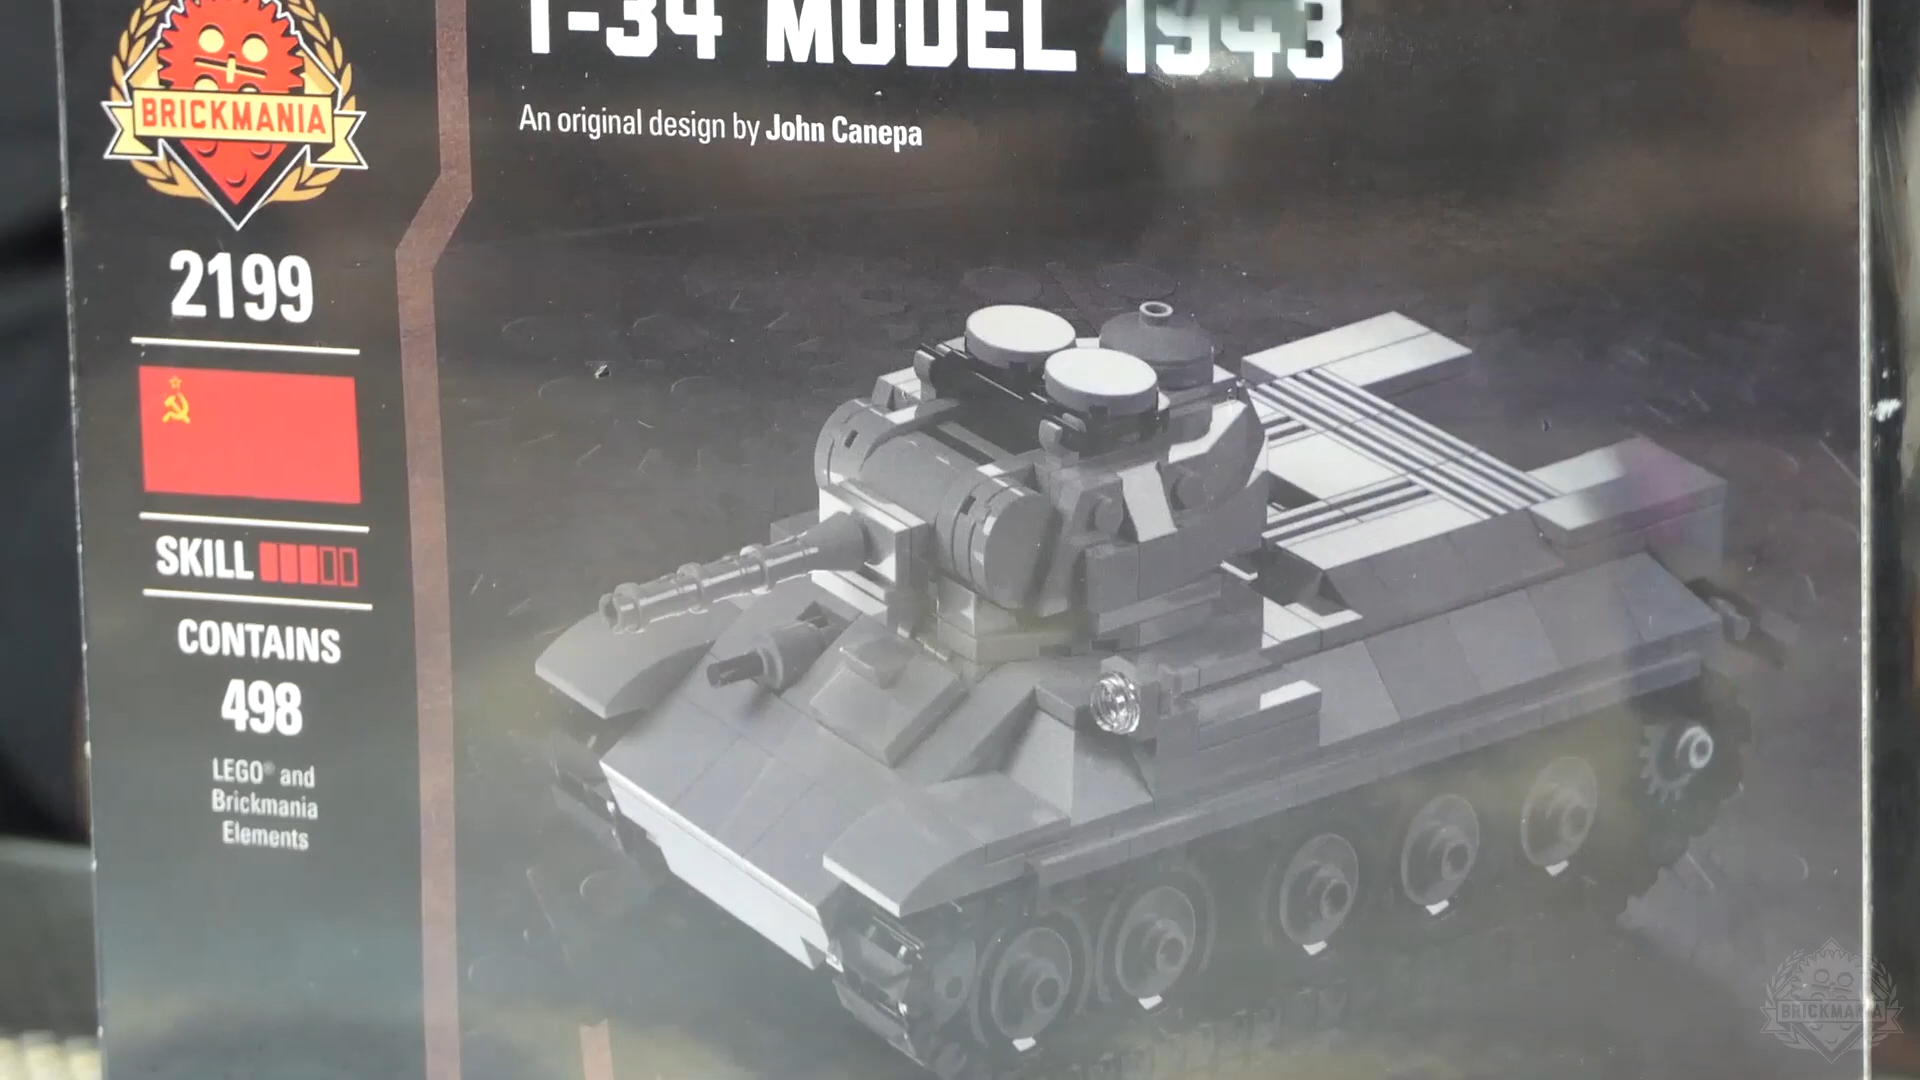 T-34 MODEL 1943
An original design by John Canepa
BRICKMANIA
2199
SKILL
CONTAINS
498
LEGO® and
Brickmania
Elements
BRICKMANIA